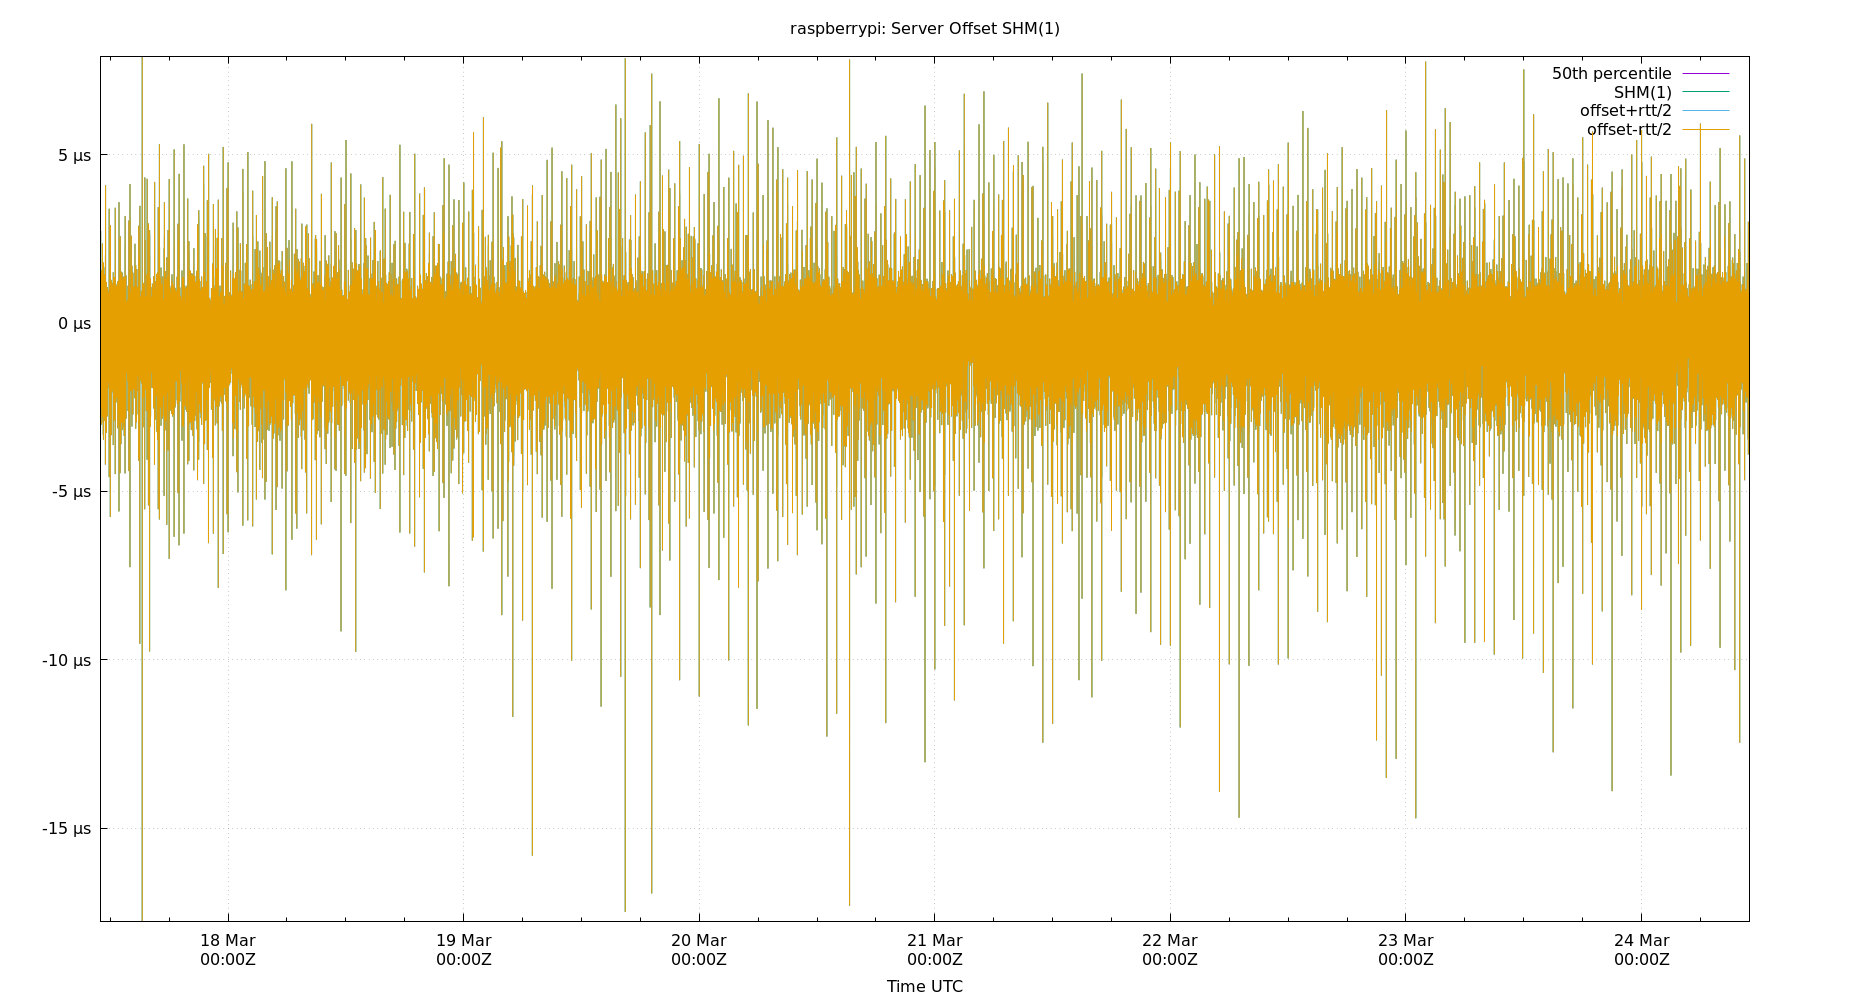 raspberrypi: Server Offset SHM(1)
50th percentile
SHM(1)
offset+rtt/2
offset-rtt/2
5 µs
0 µs
-5 µs
-10 µs
-15 µs
18 Mar 19 Mar 20 Mar 21 Mar 22 Mar 23 Mar 24 Mar
00:00Z 00:00Z 00:00Z 00:00Z 00:00Z 00:00Z 00:00Z
Time UTC